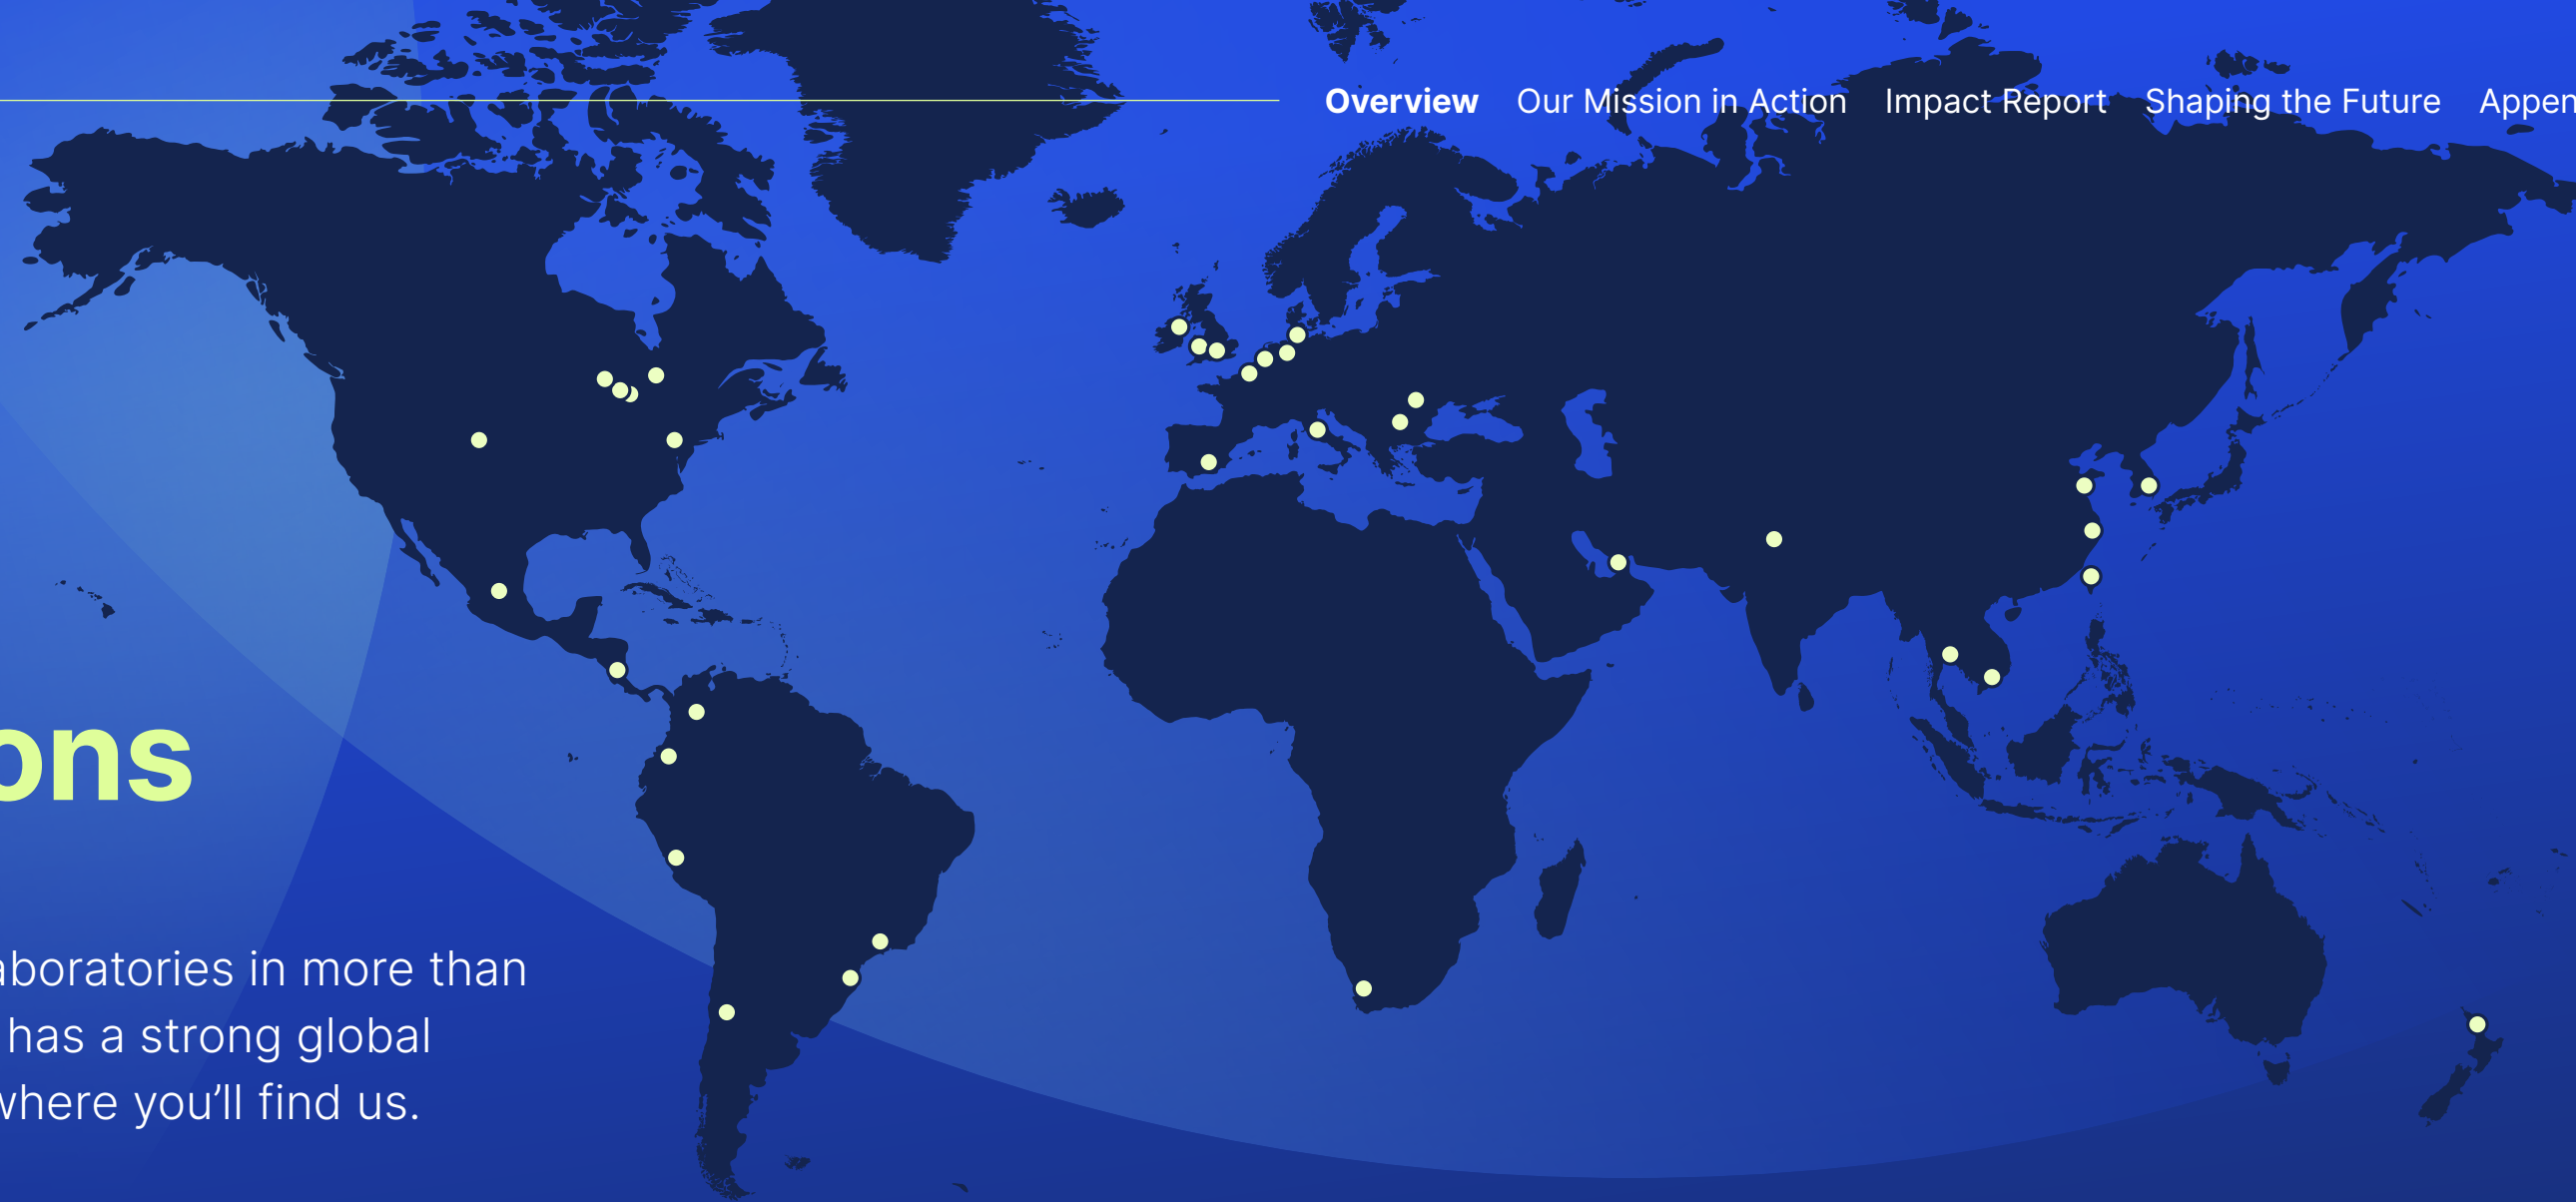 Overview Our Mission in Action Impact Report Shaping the Future Appen
ons
aboratories in more than
has a strong global
where you’ll find us.